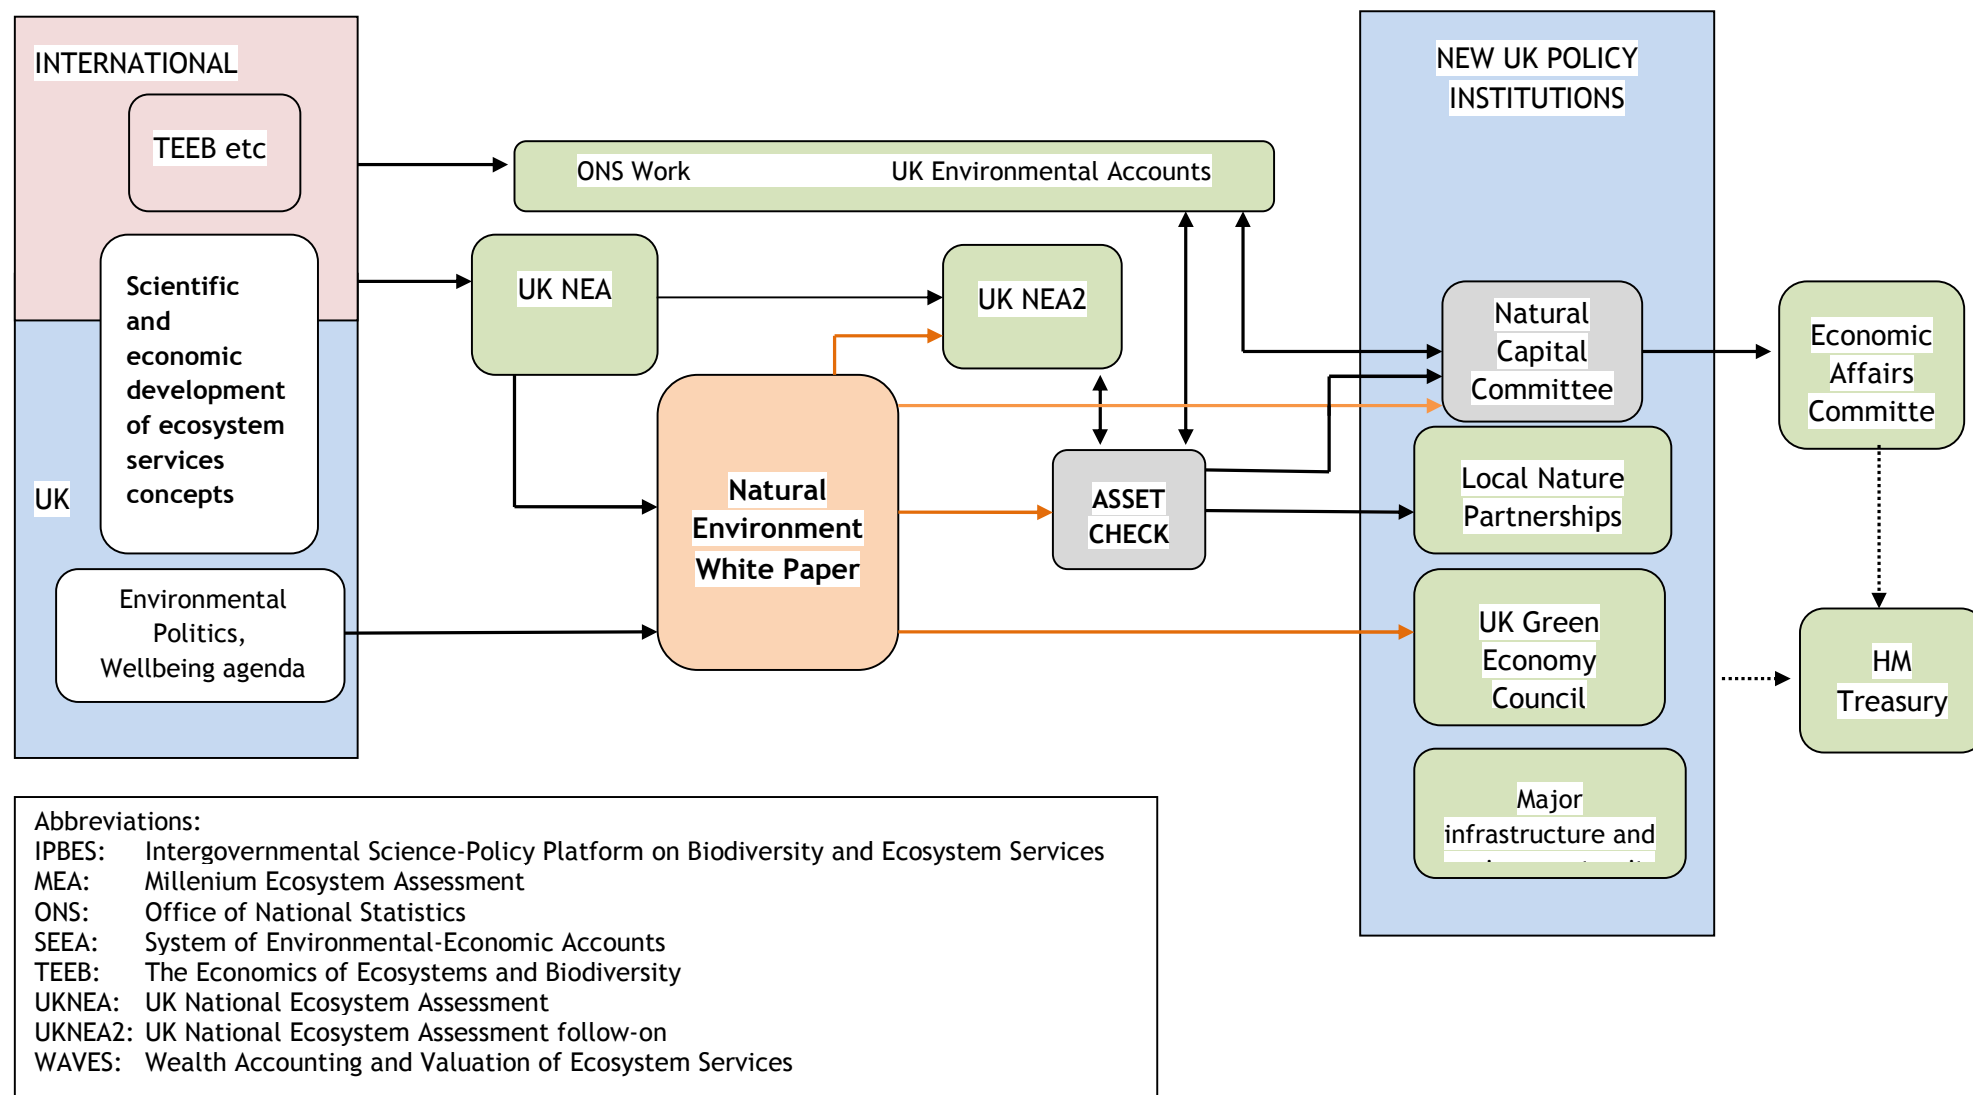 INTERNATIONAL
TEEB etc
Scientific
and
economic
development
of ecosystem
services
concepts
UK
Environmental
Politics,
Wellbeing agenda
ONS Work UK Environmental Accounts
UK NEA
UK NEA2
Natural
Environment
White Paper
ASSET
CHECK
NEW UK POLICY
INSTITUTIONS
Natural
Capital
Committee
Local Nature
Partnerships
UK Green
Economy
Council
Major
infrastructure and
Economic
Affairs
Committe
HM
Treasury
Abbreviations:
IPBES: Intergovernmental Science-Policy Platform on Biodiversity and Ecosystem Services
MEA: Millenium Ecosystem Assessment
ONS: Office of National Statistics
SEEA: System of Environmental-Economic Accounts
TEEB: The Economics of Ecosystems and Biodiversity
UKNEA: UK National Ecosystem Assessment
UKNEA2: UK National Ecosystem Assessment follow-on
WAVES: Wealth Accounting and Valuation of Ecosystem Services